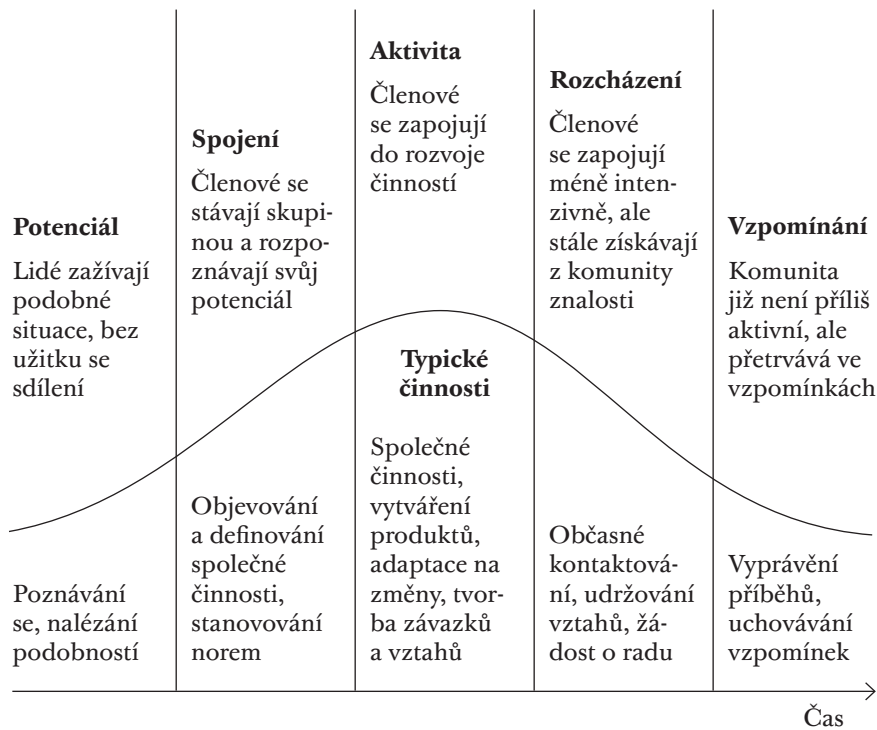 Potenciál
Lidé zažívají
podobné
situace, bez
užitku se
sdílení
Spojení
Členové se
stávají skupi-
nou a rozpo-
znávají svůj
potenciál
Aktivita
Členové
se zapojují
do rozvoje
činností
Rozcházení
Členové
se zapojují
méně inten-
zivně, ale
stále získávají
z komunity
znalosti
Vzpomínání
Komunita
již není příliš
aktivní, ale
přetrvává ve
vzpomínkách
Typické
činnosti
Poznávání
se, nalézání
podobností
Objevování
a definování
společné
činnosti,
stanovování
norem
Společné
činnosti,
vytváření
produktů,
adaptace na
změny, tvor-
ba závazků
a vztahů
Občasné
kontaktová-
ní, udržování
vztahů, žá-
dost o radu
Vyprávění
příběhů,
uchovávání
vzpomínek
Čas